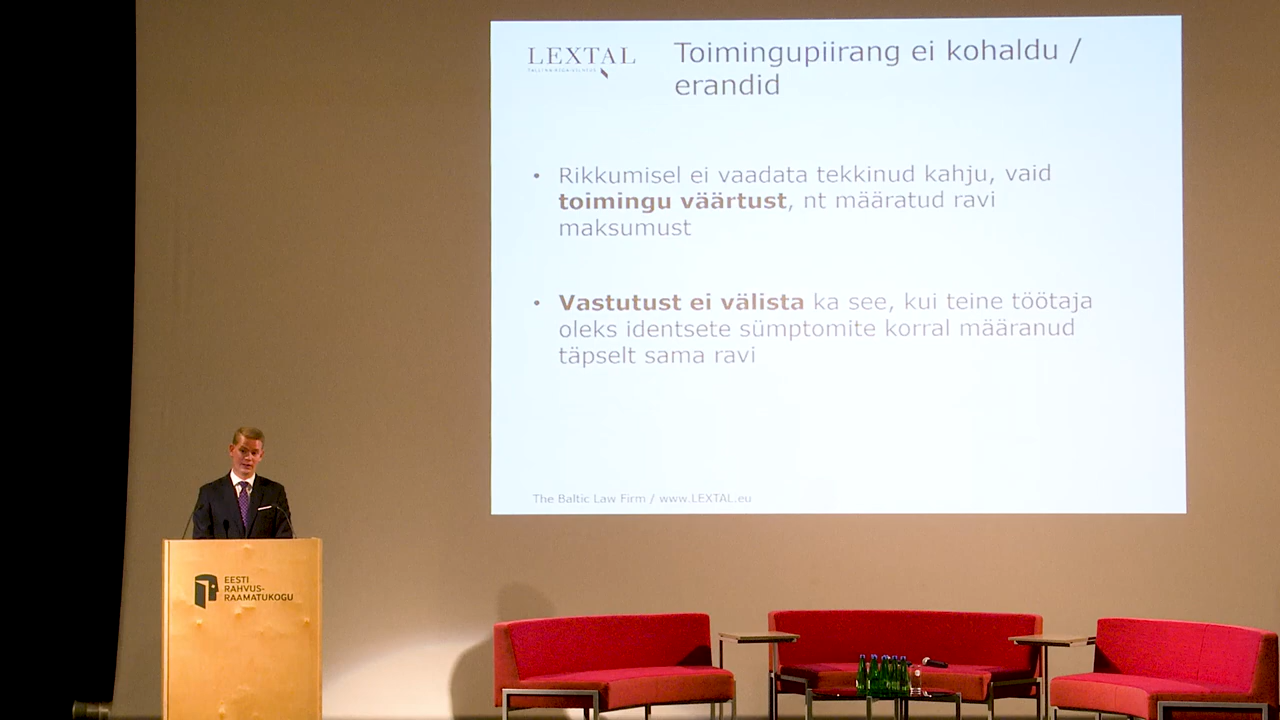 LEXTAL
Toimingupiirang ei kohaldu /
erandid
• Rikkumisel ei vaadata tekkinud kahju, vaid
toimingu väärtust, nt määratud ravi
maksumust
• Vastutust ei välista ka see, kui teine töötaja
oleks identsete sümptomite korral määranud
täpselt sama ravi
The Baltic Law Firm / www.LEXTAL.eu
EESTI
RAHVUS-
RAAMATUKOGU